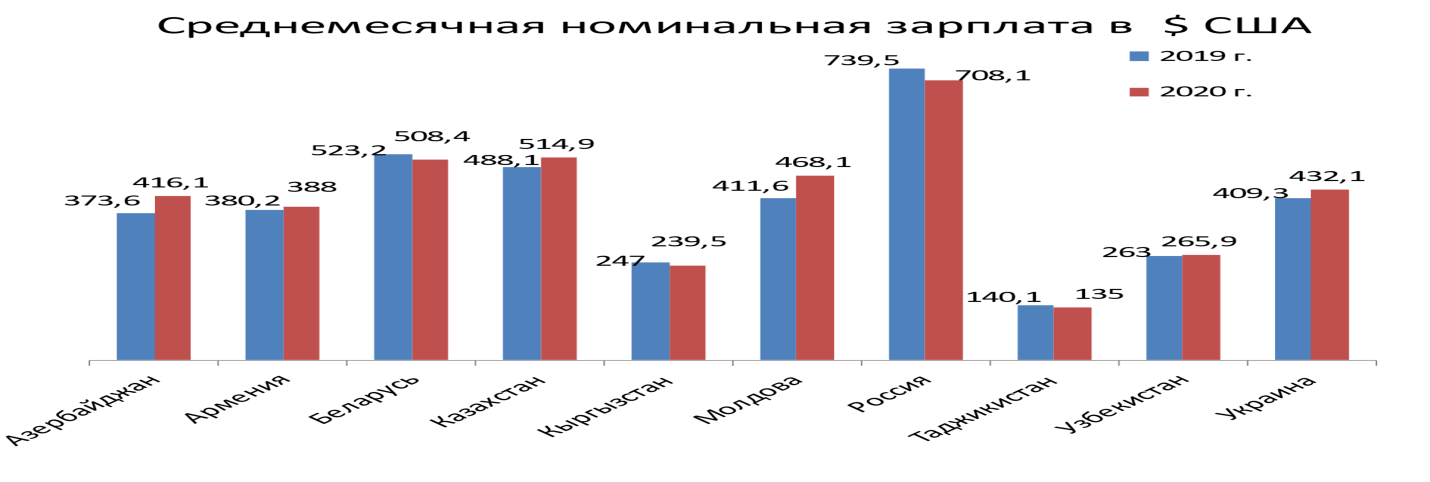 Среднемесячная номинальная зарплата в $ США
2019 г.
2020 г.
373,6
416,1
380,2
388
523,2
508,4
488,1
514,9
247
239,5
411,6
468,1
739,5
708,1
140,1
135
263
265,9
409,3
432,1
Азербайджан
Армения
Беларусь
Казахстан
Кыргызстан
Молдова
Россия
Таджикистан
Узбекистан
Украина